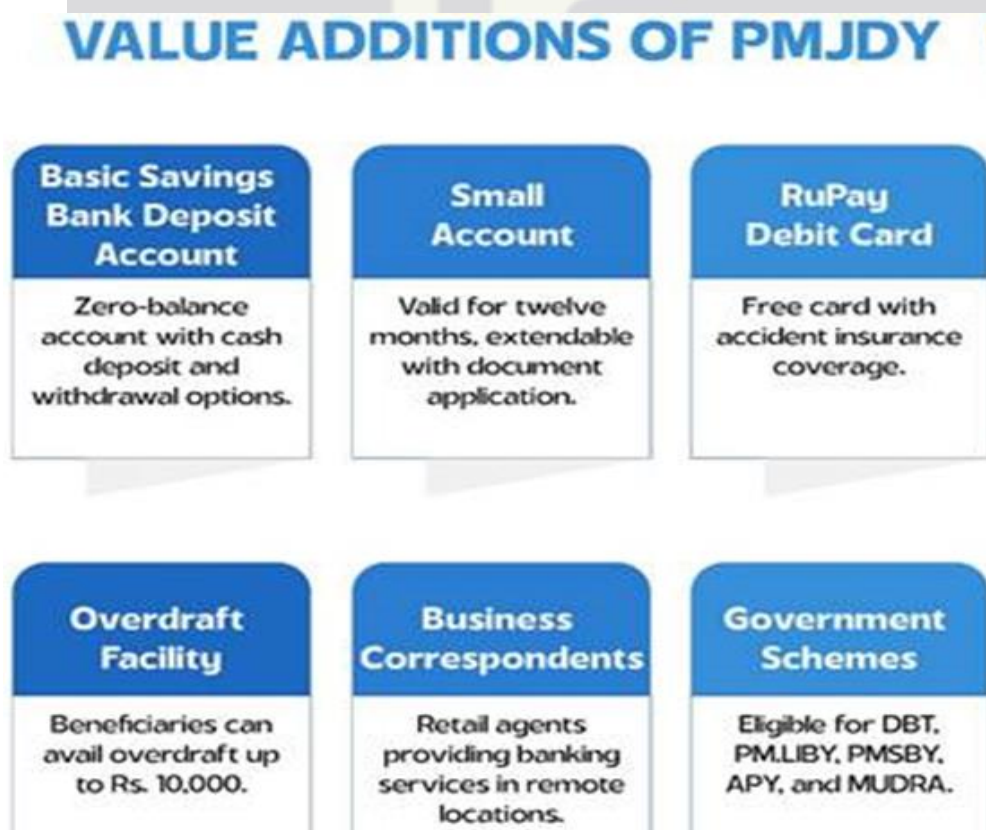 VALUE ADDITIONS OF PMJDY
Basic Savings
Bank Deposit
Account
Zero-balance
account with cash
deposit and
withdrawal options.
Small
Account
Valid for twelve
months, extendable
with document
application.
RuPay
Debit Card
Free card with
accident insurance
coverage.
Overdraft
Facility
Beneficiaries can
avail overdraft up
to Rs. 10,000.
Business
Correspondents
Retail agents
providing banking
services in remote
locations.
Government
Schemes
Eligible for DBT,
PM.LIBY, PMSBY,
APY, and MUDRA.